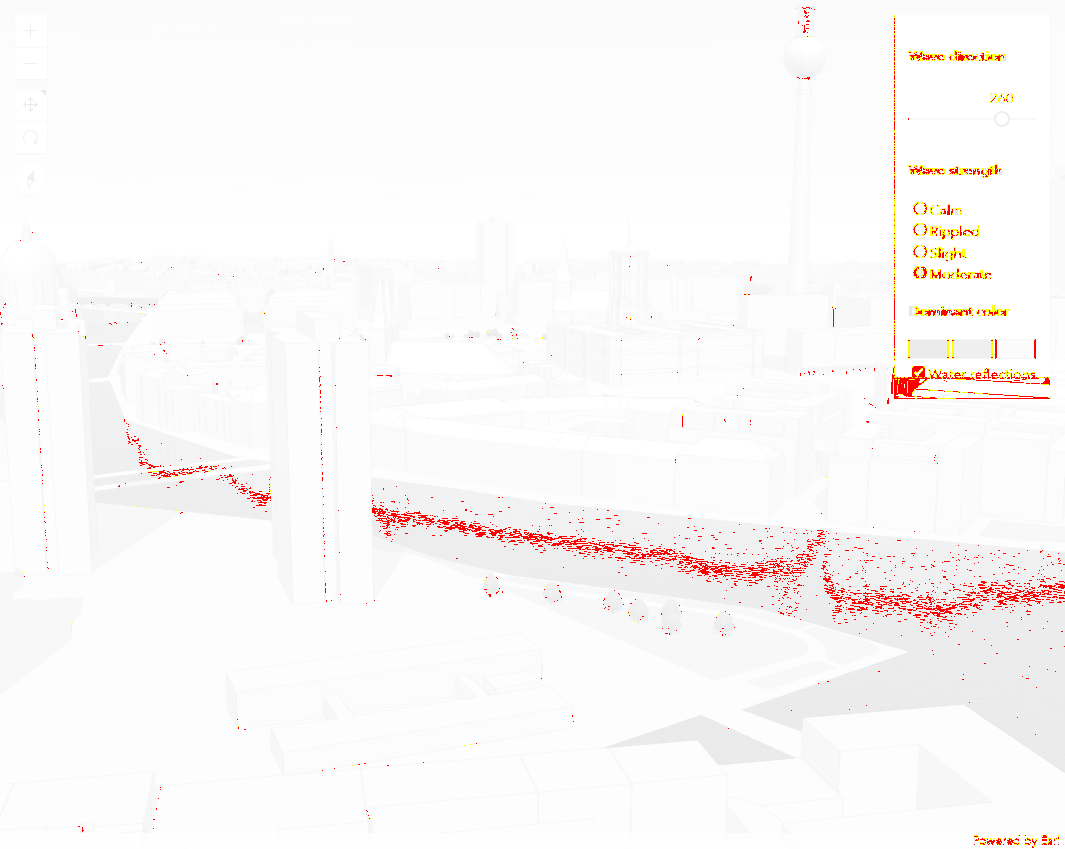 Wave direction
260
Wave strength
Calm
Rippled
Slight
Moderate
Dominant color
Water reflections
Powered by Esri